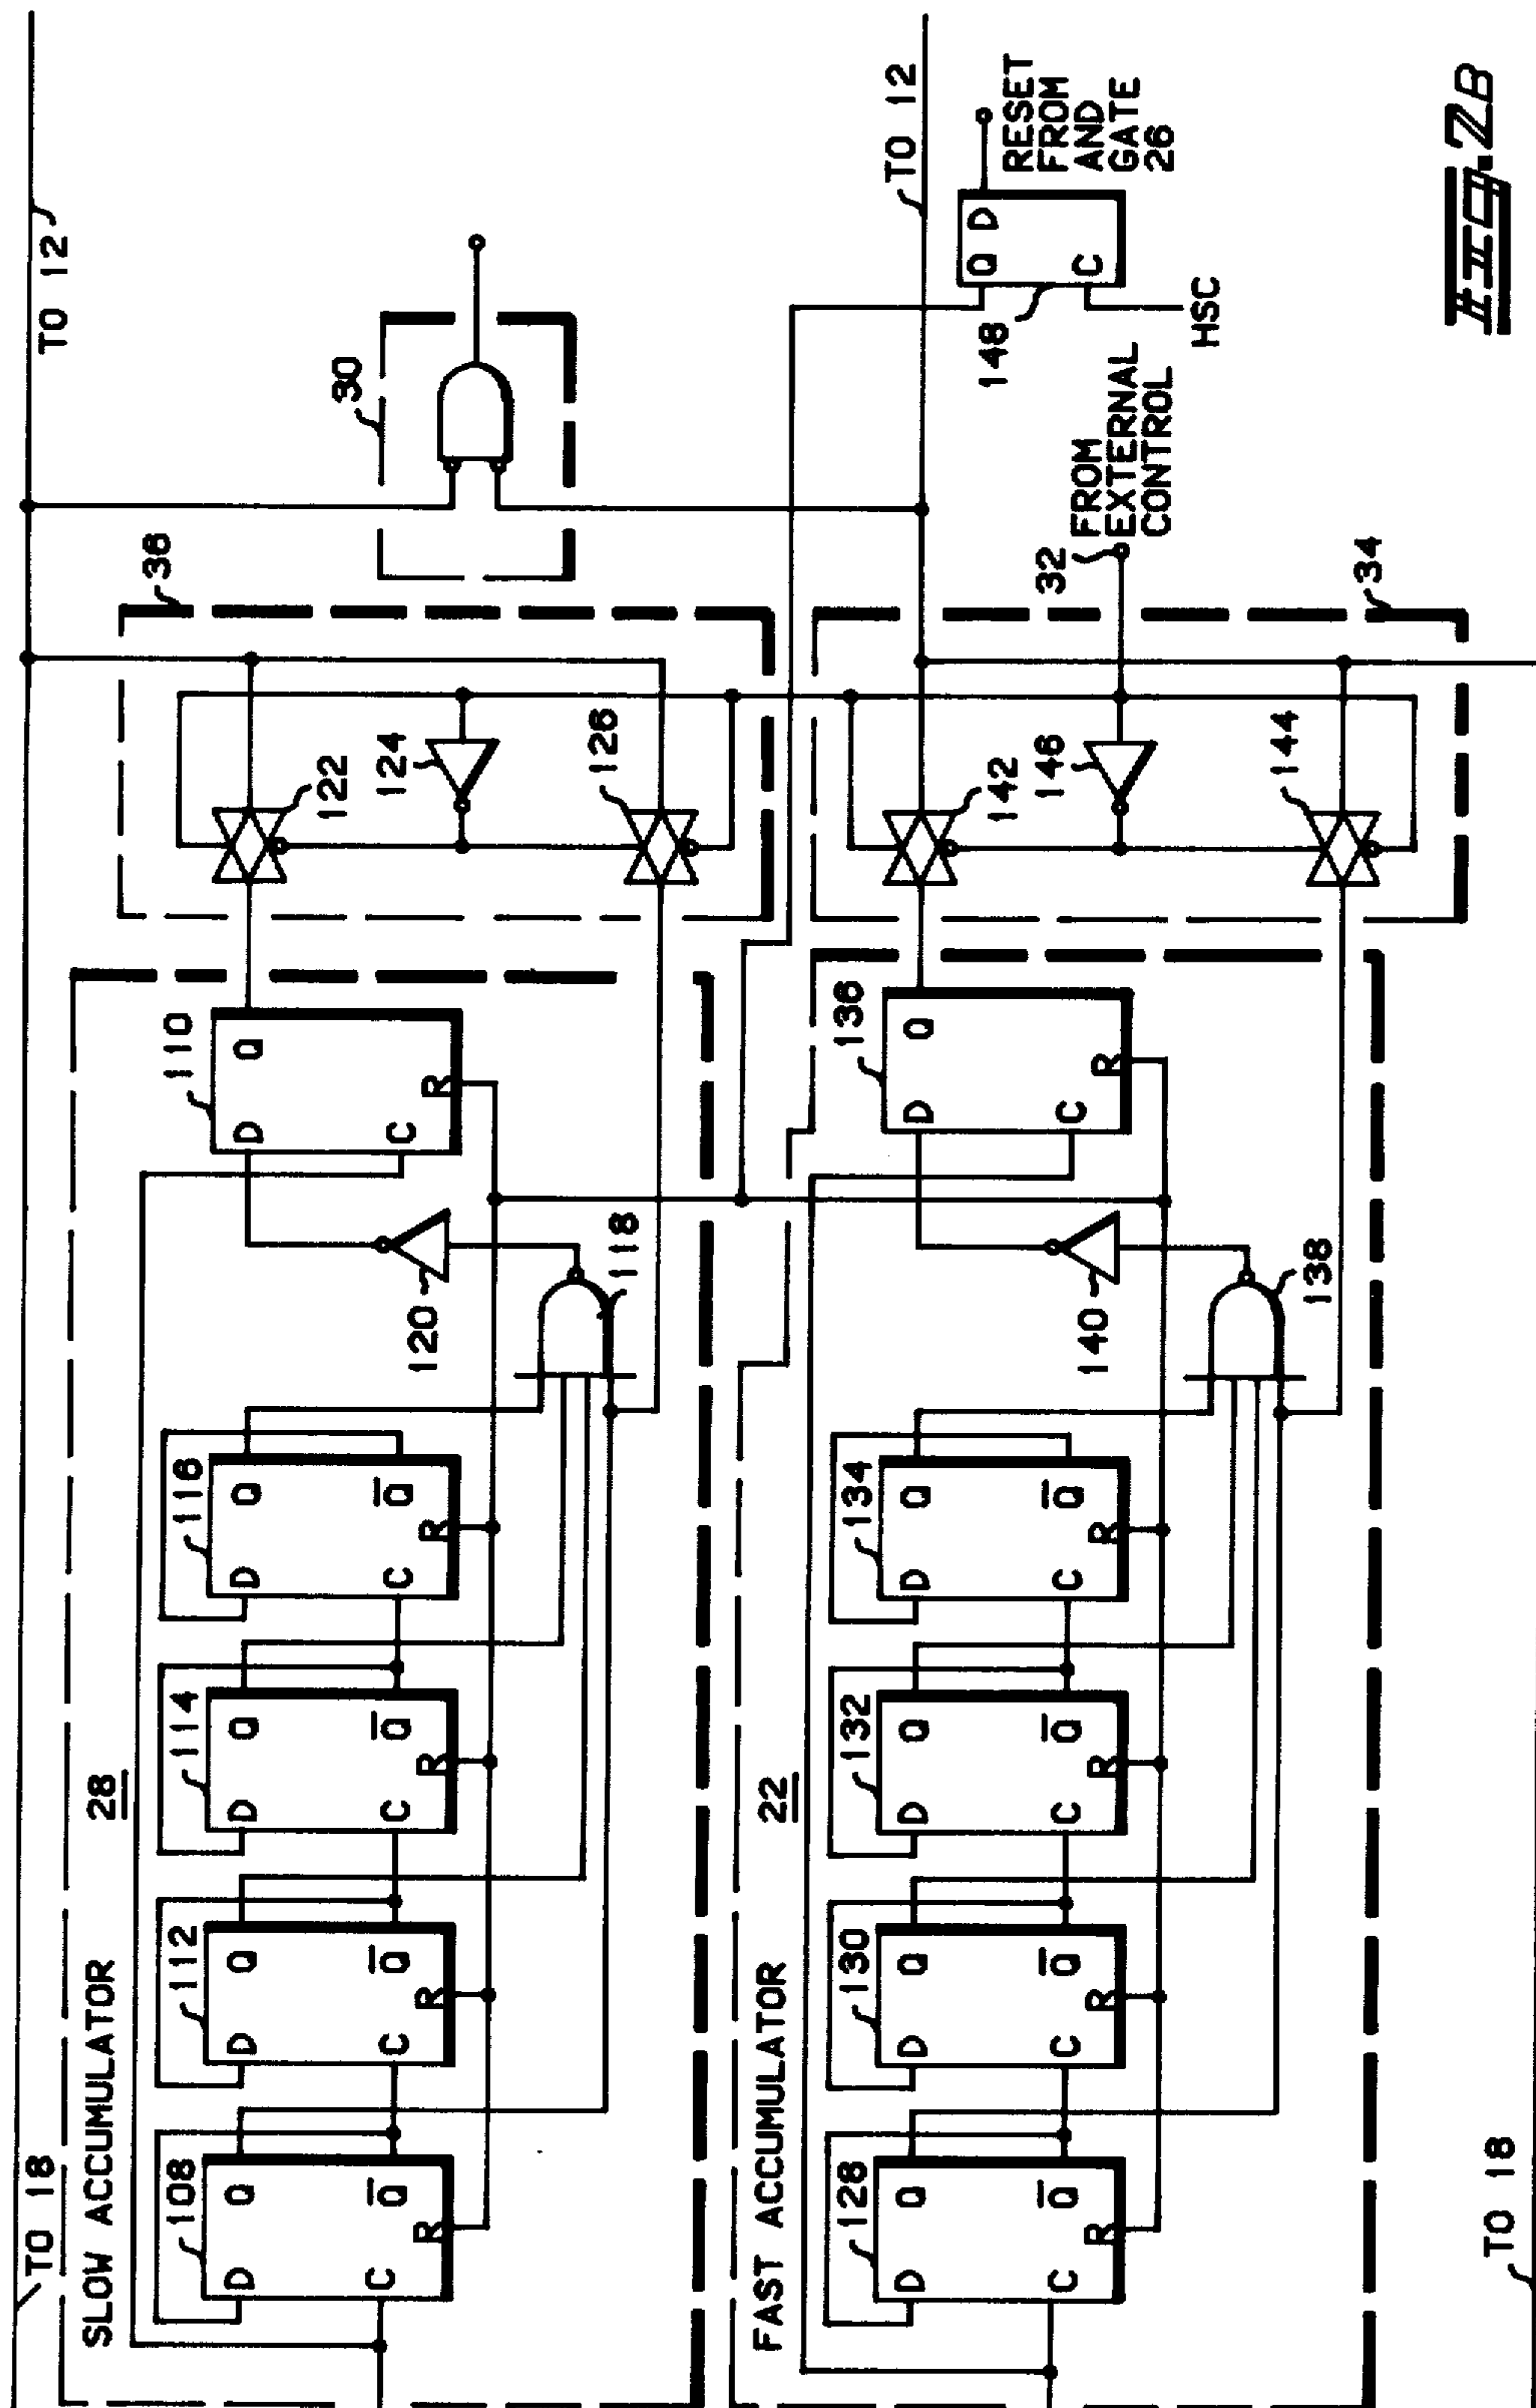 TO 18
TO 12
SLOW ACCUMULATOR
28
36
108
112
114
116
110
30
D Q
C Q̄
R
D Q
C Q̄
R
D Q
C Q̄
R
D Q
C Q̄
R
D Q
C
R
122
124
120
126
118
FAST ACCUMULATOR
22
128
130
132
134
136
TO 12
D Q
C Q̄
R
D Q
C Q̄
R
D Q
C Q̄
R
D Q
C Q̄
R
D Q
C
R
142
146
140
144
138
32
FROM
EXTERNAL
CONTROL
Q D
C
148
HSC
RESET
FROM
AND
GATE
26
34
TO 18
FIG. 2B